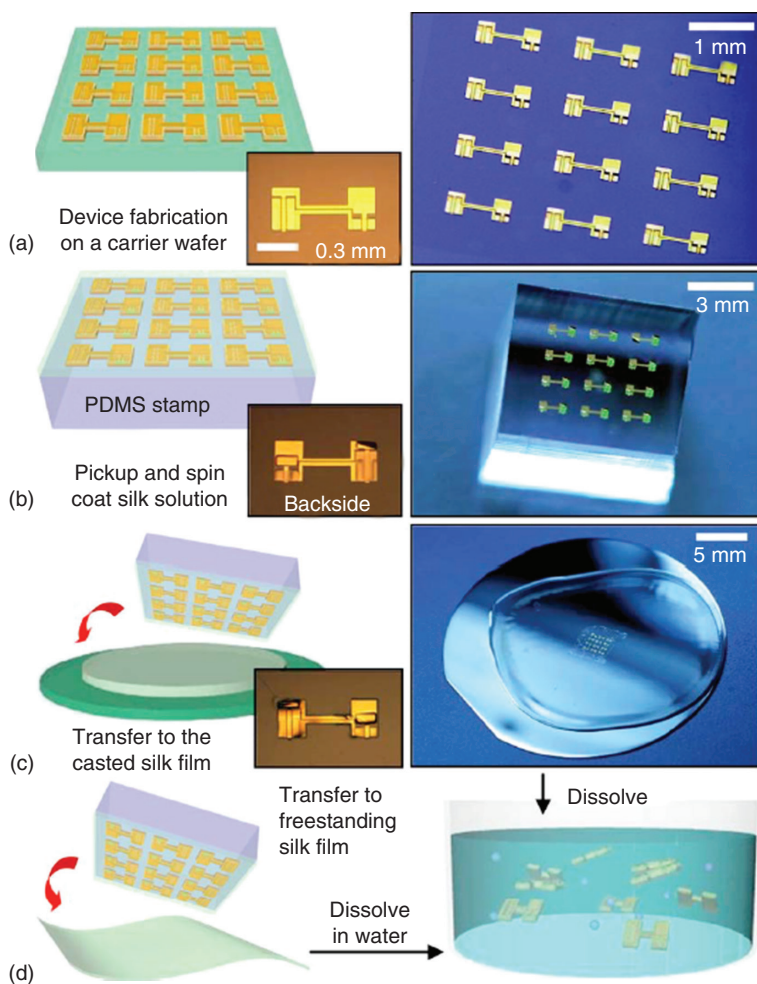 1 mm
Device fabrication
on a carrier wafer
(a)
0.3 mm
3 mm
PDMS stamp
Pickup and spin
coat silk solution
(b)
Backside
5 mm
Transfer to the
casted silk film
(c)
Transfer to
freestanding
silk film
Dissolve
Dissolve
in water
(d)